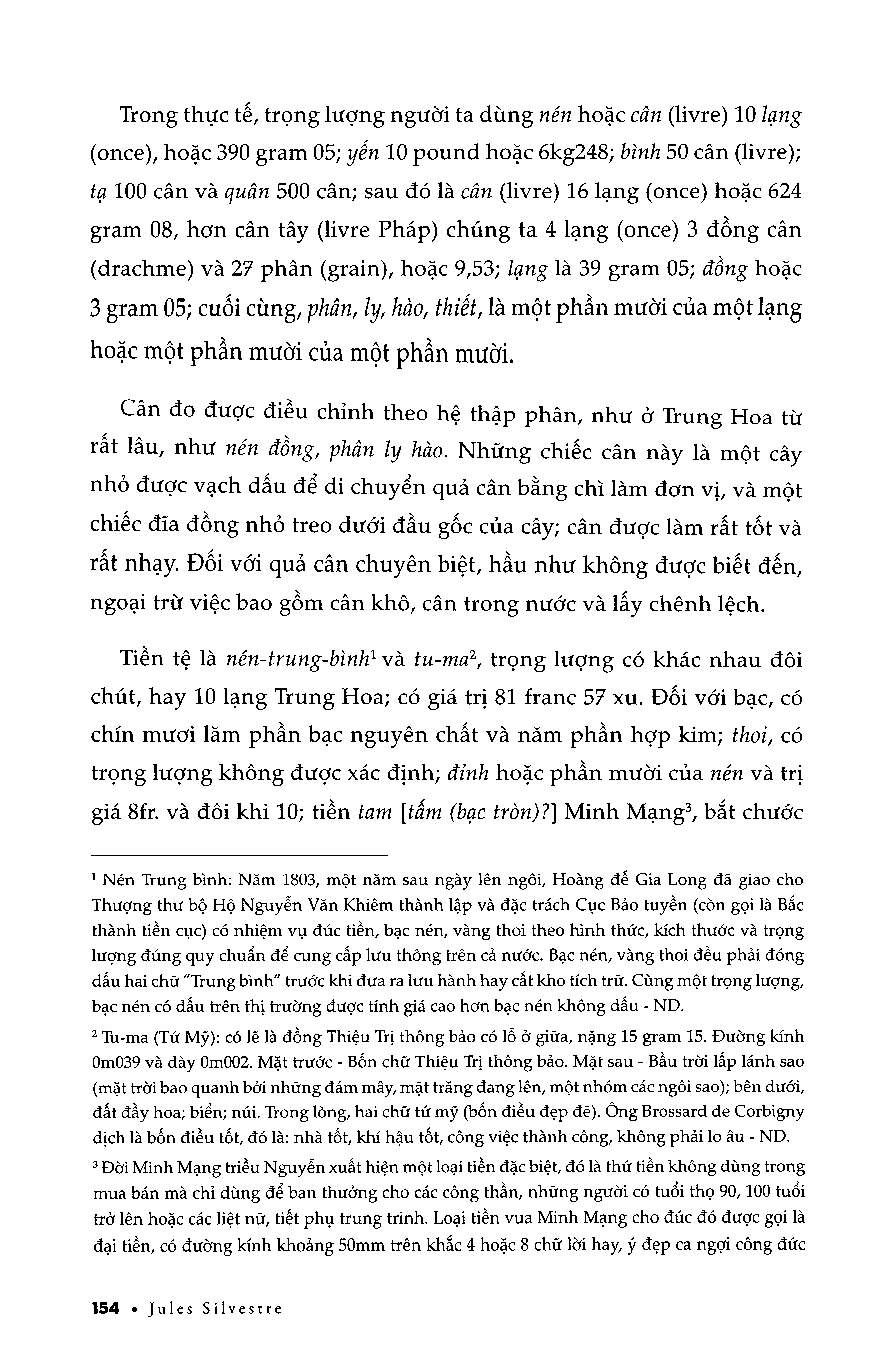 Trong thực tế, trọng lượng người ta dùng nén hoặc cân (livre) 10 lạng
(once), hoặc 390 gram 05; yến 10 pound hoặc 6kg248; bình 50 cân (livre);
tạ 100 cân và quân 500 cân; sau đó là cân (livre) 16 lạng (once) hoặc 624
gram 08, hơn cân tây (livre Pháp) chúng ta 4 lạng (once) 3 đồng cân
(drachme) và 27 phân (grain), hoặc 9,53; lạng là 39 gram 05; đồng hoặc
3 gram 05; cuối cùng, phân, ly, hào, thiết, là một phần mười của một lạng
hoặc một phần mười của một phần mười.
Cân đo được điều chỉnh theo hệ thập phân, như ở Trung Hoa từ
rất lâu, như nén đồng, phân ly hào. Những chiếc cân này là một cây
nhỏ được vạch dấu để di chuyển quả cân bằng chì làm đơn vị, và một
chiếc đĩa đồng nhỏ treo dưới đầu gốc của cây; cân được làm rất tốt và
rất nhạy. Đối với quả cân chuyên biệt, hầu như không được biết đến,
ngoại trừ việc bao gồm cân khô, cân trong nước và lấy chênh lệch.
Tiền tệ là nén-trung-bình¹ và tu-ma², trọng lượng có khác nhau đôi
chút, hay 10 lạng Trung Hoa; có giá trị 81 franc 57 xu. Đối với bạc, có
chín mươi lăm phần bạc nguyên chất và năm phần hợp kim; thoi, có
trọng lượng không được xác định; đỉnh hoặc phần mười của nén và trị
giá 8fr. và đôi khi 10; tiền tam [tấm (bạc tròn)?] Minh Mạng³, bắt chước
¹ Nén Trung bình: Năm 1803, một năm sau ngày lên ngôi, Hoàng đế Gia Long đã giao cho
Thượng thư bộ Hộ Nguyễn Văn Khiêm thành lập và đặc trách Cục Bảo tuyền (còn gọi là Bắc
thành tiền cục) có nhiệm vụ đúc tiền, bạc nén, vàng thoi theo hình thức, kích thước và trọng
lượng đúng quy chuẩn để cung cấp lưu thông trên cả nước. Bạc nén, vàng thoi đều phải đóng
dấu hai chữ "Trung bình" trước khi đưa ra lưu hành hay cất kho tích trữ. Cùng một trọng lượng,
bạc nén có dấu trên thị trường được tính giá cao hơn bạc nén không dấu - ND.
² Tu-ma (Tứ Mỹ): có lẽ là đồng Thiệu Trị thông bảo có lỗ ở giữa, nặng 15 gram 15. Đường kính
0m039 và dày 0m002. Mặt trước - Bốn chữ Thiệu Trị thông bảo. Mặt sau - Bầu trời lấp lánh sao
(mặt trời bao quanh bởi những đám mây, mặt trăng đang lên, một nhóm các ngôi sao); bên dưới,
đất đầy hoa; biển; núi. Trong lòng, hai chữ tứ mỹ (bốn điều đẹp đẽ). Ông Brossard de Corbigny
dịch là bốn điều tốt, đó là: nhà tốt, khí hậu tốt, công việc thành công, không phải lo âu - ND.
³ Đời Minh Mạng triều Nguyễn xuất hiện một loại tiền đặc biệt, đó là thứ tiền không dùng trong
mua bán mà chỉ dùng để ban thưởng cho các công thần, những người có tuổi thọ 90, 100 tuổi
trở lên hoặc các liệt nữ, tiết phụ trung trinh. Loại tiền vua Minh Mạng cho đúc đó được gọi là
đại tiền, có đường kính khoảng 50mm trên khắc 4 hoặc 8 chữ lời hay, ý đẹp ca ngợi công đức
154 • Jules Silvestre